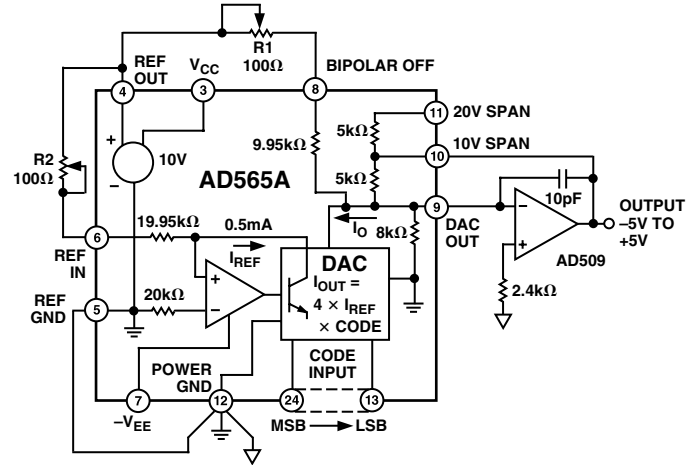 R1
100Ω
REF
OUT
VCC
BIPOLAR OFF
4
3
8
11
20V SPAN
5kΩ
10V SPAN
10
9.95kΩ
R2
100Ω
+
10V
–
AD565A
5kΩ
10pF
9
DAC
OUT
–
+
OUTPUT
–5V TO
+5V
AD509
19.95kΩ
0.5mA
IO
8kΩ
6
REF
IN
IREF
+
–
DAC
IOUT =
4 × IREF
× CODE
2.4kΩ
REF
GND
5
20kΩ
POWER
GND
CODE
INPUT
7
12
24
13
–VEE
MSB
LSB